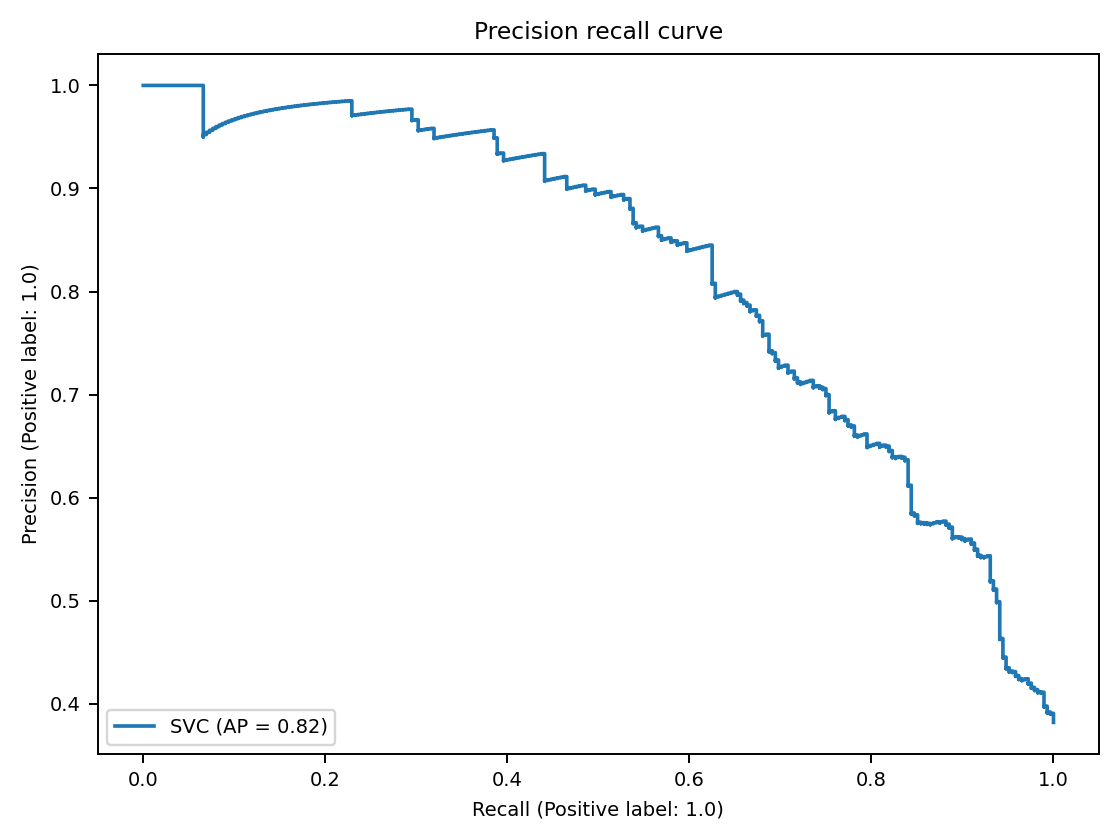 Precision recall curve
1.0
0.9
0.8
0.7
0.6
0.5
0.4
Precision (Positive label: 1.0)
SVC (AP = 0.82)
0.0 0.2 0.4 0.6 0.8 1.0
Recall (Positive label: 1.0)